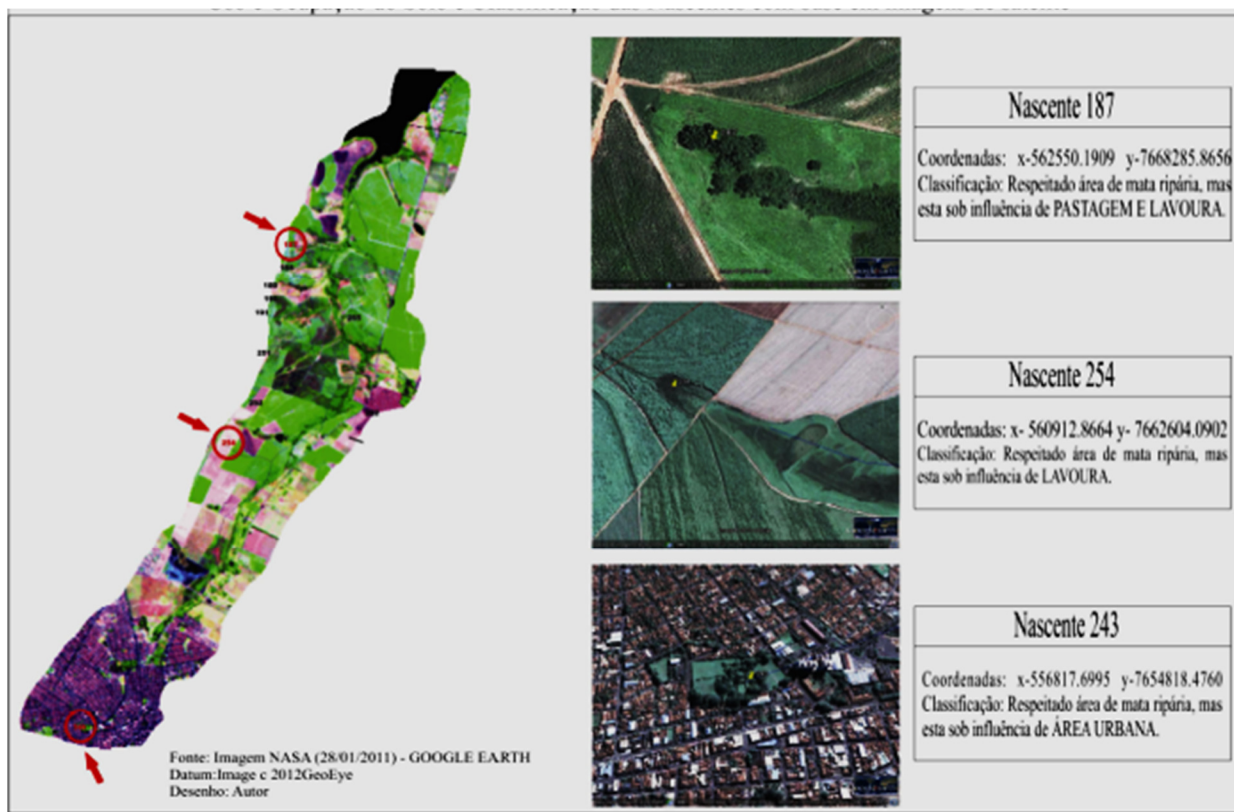 Nascente 187
Coordenadas: x-562550.1909 y-7668285.8656
Classificação: Respeitado área de mata ripária, mas
esta sob influência de PASTAGEM E LAVOURA.
254
Nascente 254
Coordenadas: x- 560912.8664 y- 7662604.0902
Classificação: Respeitado área de mata ripária, mas
esta sob influência de LAVOURA.
Nascente 243
Coordenadas: x-556817.6995 y-7654818.4760
Classificação: Respeitado área de mata ripária, mas
esta sob influência de ÁREA URBANA.
Fonte: Imagem NASA (28/01/2011) - GOOGLE EARTH
Datum:Image c 2012GeoEye
Desenho: Autor